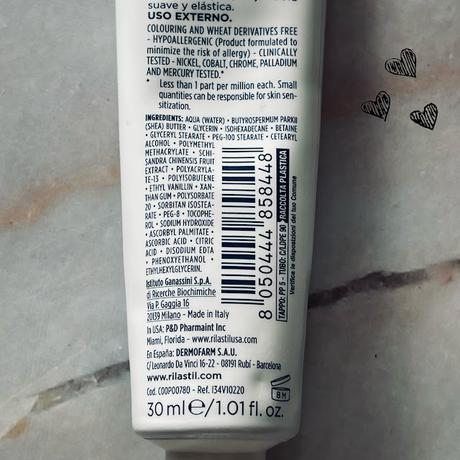 suave y elástica.
USO EXTERNO.
COLOURING AND WHEAT DERIVATIVES FREE
- HYPOALLERGENIC (Product formulated to
minimize the risk of allergy) - CLINICALLY
TESTED - NICKEL, COBALT, CHROME, PALLADIUM
AND MERCURY TESTED.*
* Less than 1 part per million each. Small
quantities can be responsible for skin sen-
sitization.
INGREDIENTS: AQUA (WATER) • BUTYROSPERMUM PARKII
(SHEA) BUTTER • GLYCERIN • ISOHEXADECANE • BETAINE
• GLYCERYL STEARATE • PEG-100 STEARATE • CETEARYL
ALCOHOL • POLYMETHYL
METHACRYLATE • SCHI-
SANDRA CHINENSIS FRUIT
EXTRACT • POLYACRYLA-
TE-13 • POLYISOBUTENE
• ETHYL VANILLIN • XAN-
THAN GUM • POLYSORBATE
20 • SORBITAN ISOSTEA-
RATE • PEG-8 • TOCOPHE-
ROL • SODIUM HYDROXIDE
• ASCORBYL PALMITATE •
ASCORBIC ACID • CITRIC
ACID • DISODIUM EDTA
• PHENOXYETHANOL •
ETHYLHEXYLGLYCERIN.
8 050444 858448
TAPPO: PP 5 - TUBO: C/LDPE 90 RACCOLTA PLASTICA
Verifica le disposizioni del tuo Comune
Istituto Ganassini S.p.A.
di Ricerche Biochimiche
Via P. Gaggia 16
20139 Milano - Made in Italy
In USA: P&D Pharmaint Inc
Miami, Florida - www.rilastilusa.com
En España: DERMOFARM S.A.U.
c/ Leonardo Da Vinci 16-22 - 08191 Rubí - Barcelona
www.rilastil.com
Cod. C00P00780 - Ref. I34V10220
8 M
30 ml e/1.01 fl. oz.